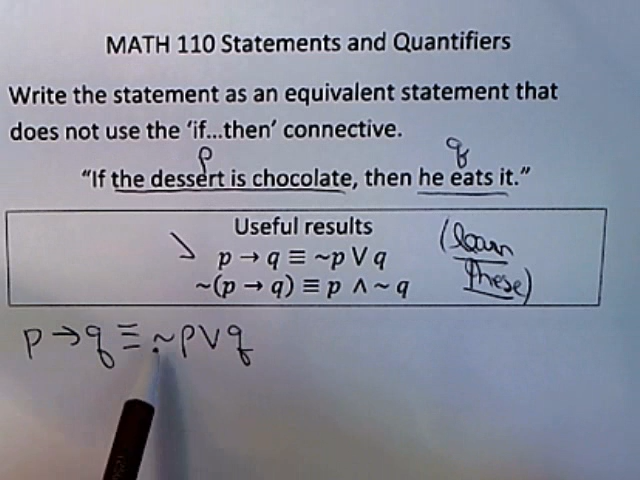 MATH 110 Statements and Quantifiers
Write the statement as an equivalent statement that
does not use the ‘if...then’ connective.
p q
“If the dessert is chocolate, then he eats it.”
Useful results
p → q ≡ ~p ∨ q
~(p → q) ≡ p ∧ ~ q
(learn
these)
p → q ≡ ~p ∨ q